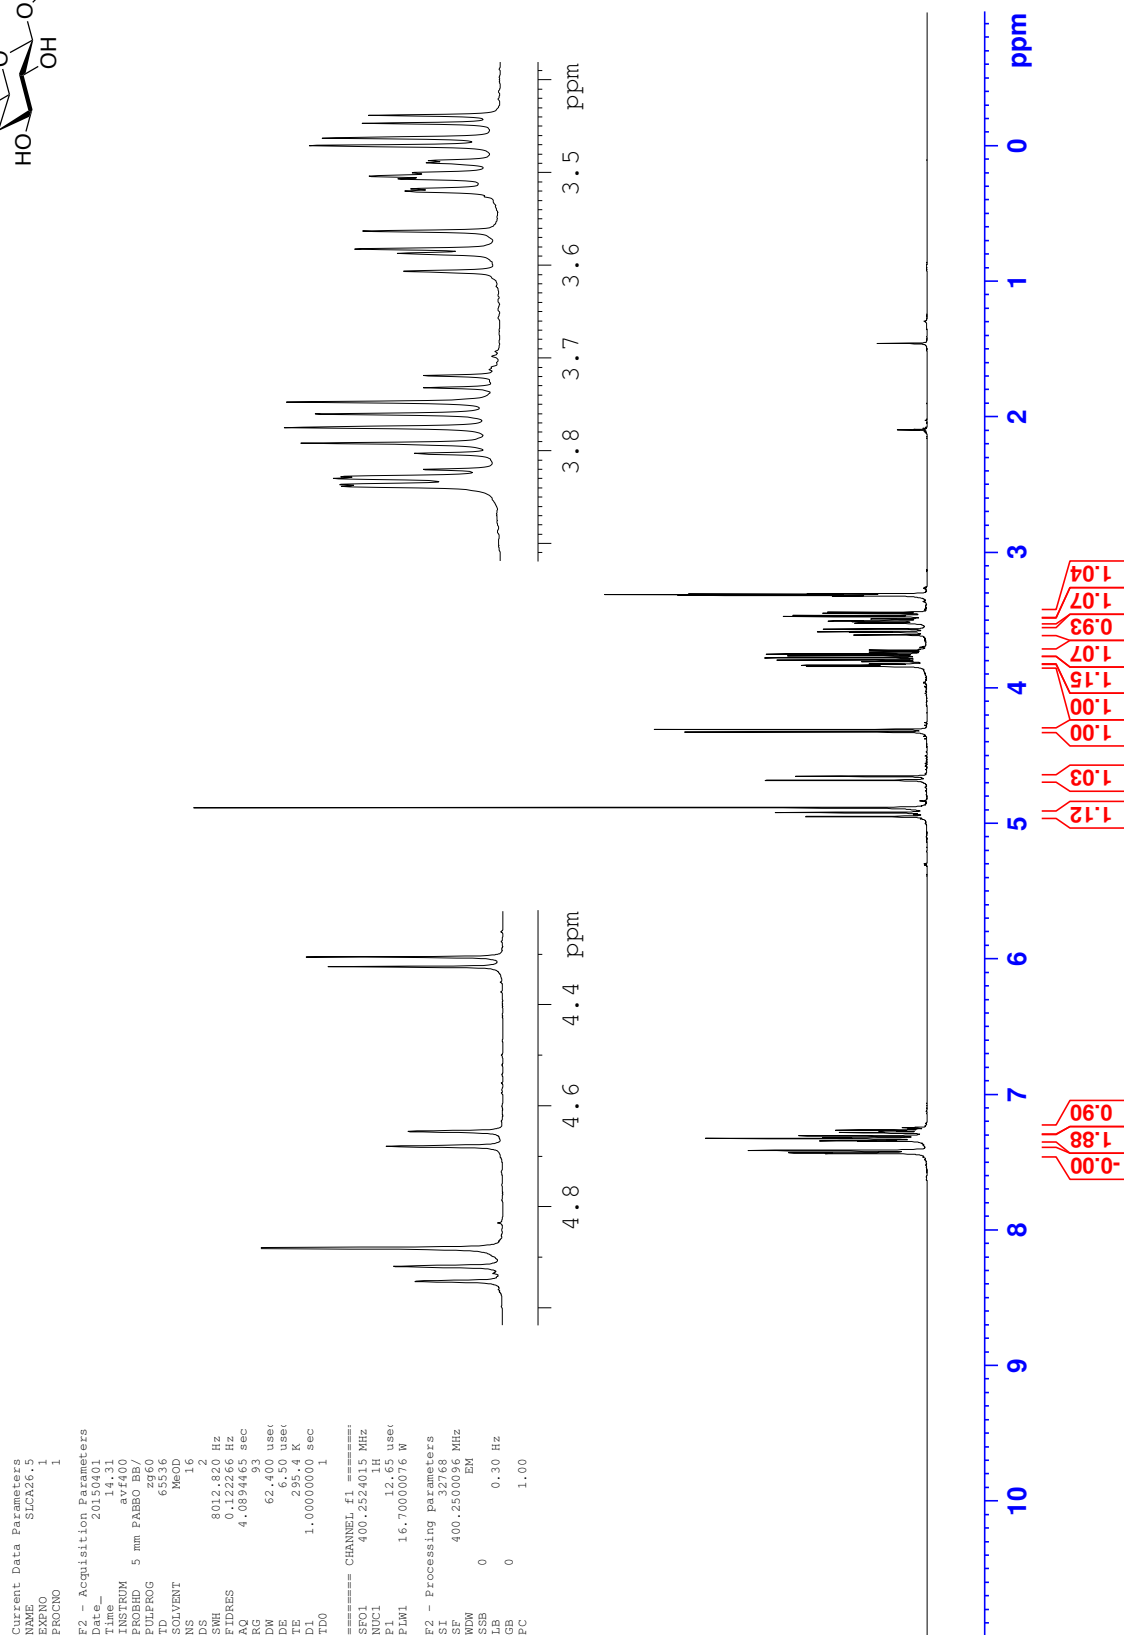 Current Data Parameters
NAME SLCA26.5
EXPNO 1
PROCNO 1
F2 - Acquisition Parameters
Date_ 20150401
Time 14.31
INSTRUM avf400
PROBHD 5 mm PABBO BB/
PULPROG zg60
TD 65536
SOLVENT MeOD
NS 16
DS 2
SWH 8012.820 Hz
FIDRES 0.122266 Hz
AQ 4.0894465 sec
RG 93
DW 62.400 usec
DE 6.50 usec
TE 295.4 K
D1 1.00000000 sec
TD0 1
======== CHANNEL f1 ========
SFO1 400.2524015 MHz
NUC1 1H
P1 12.65 usec
PLW1 16.70000076 W
F2 - Processing parameters
SI 32768
SF 400.2500096 MHz
WDW EM
SSB 0
LB 0.30 Hz
GB 0
PC 1.00
HO
O
OH
O
4.8 4.6 4.4 ppm
3.8 3.7 3.6 3.5 ppm
10 9 8 7 6 5 4 3 2 1 0 ppm
-0.00
1.88
0.90
1.12
1.03
1.00
1.00
1.15
1.07
0.93
1.07
1.04